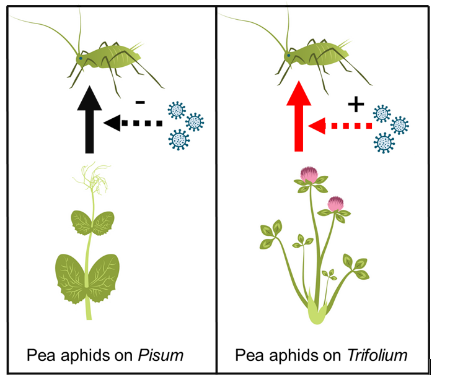 -
+
Pea aphids on Pisum
Pea aphids on Trifolium